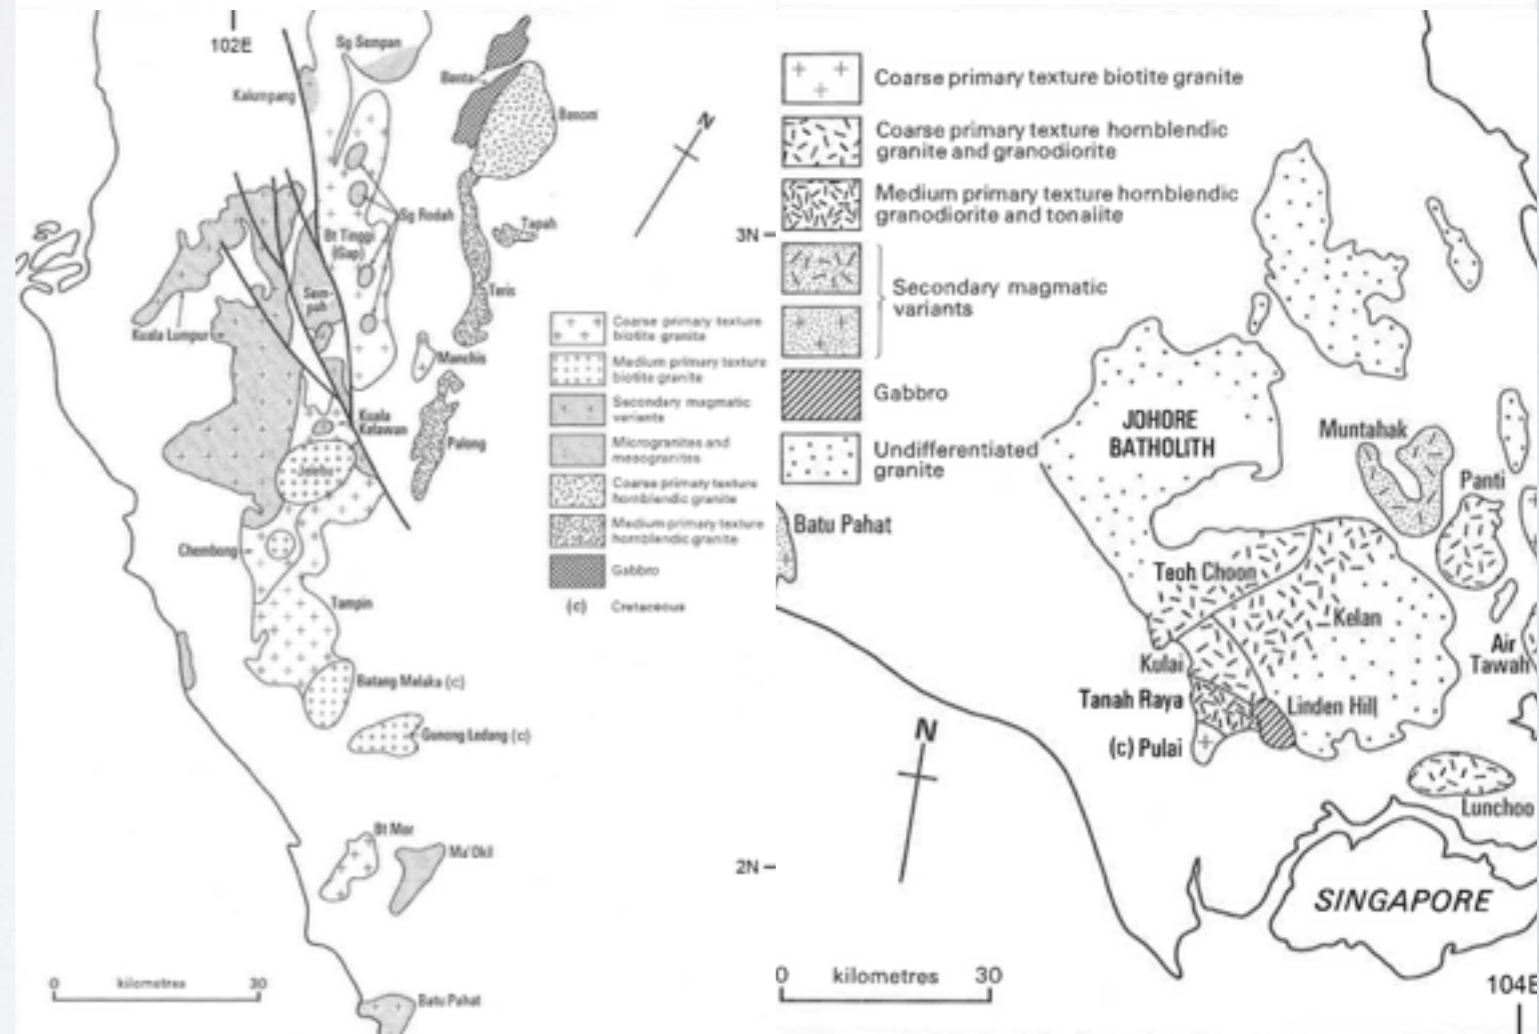 102E
Sg Sempan
Kalumpang
Benta
Benom
N
Sg Rodah
Bt Tinggi
(Gap)
Tapah
3N
Teris
Sem-
pah
Kuala Lumpur
Manchis
Kuala
Kelawan
Palong
Jelebu
Chembong
Tampin
Batang Melaka (c)
Gunong Ledang (c)
Bt Mor
Ma'Okil
2N
0 kilometres 30
Batu Pahat
Coarse primary texture
biotite granite
Medium primary texture
biotite granite
Secondary magmatic
variants
Microgranites and
mesogranites
Coarse primary texture
hornblendic granite
Medium primary texture
hornblendic granite
Gabbro
(c) Cretaceous
Coarse primary texture biotite granite
Coarse primary texture hornblendic
granite and granodiorite
Medium primary texture hornblendic
granodiorite and tonalite
Secondary magmatic
variants
Gabbro
Undifferentiated
granite
JOHORE
BATHOLITH
Muntahak
Panti
Batu Pahat
Teoh Choon
Kelan
Air
Tawah
Kulai
Tanah Raya
Linden Hill
(c) Pulai
N
Lunchoo
SINGAPORE
0 kilometres 30
104E